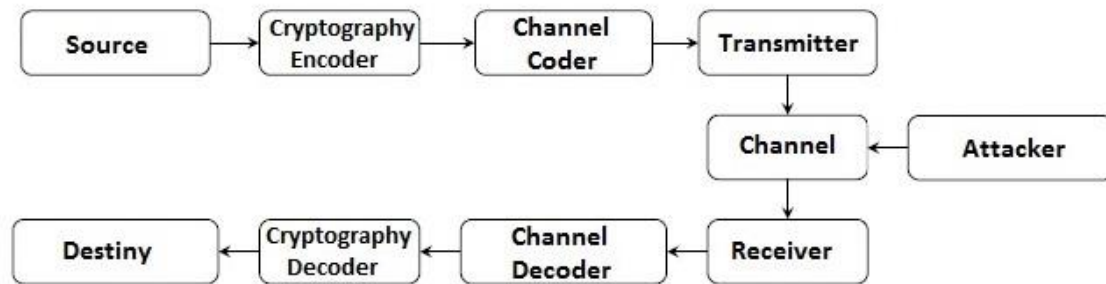 Source
Cryptography
Encoder
Channel
Coder
Transmitter
Channel
Attacker
Destiny
Cryptography
Decoder
Channel
Decoder
Receiver